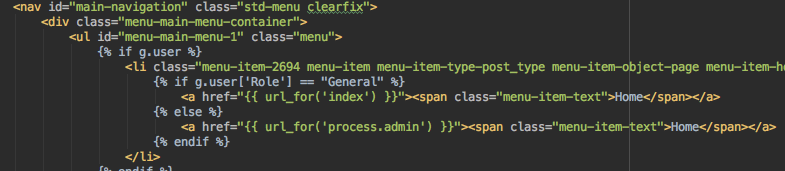 <nav id="main-navigation" class="std-menu clearfix">
<div class="menu-main-menu-container">
<ul id="menu-main-menu-1" class="menu">
{% if g.user %}
<li class="menu-item-2694 menu-item menu-item-type-post_type menu-item-object-page menu-item-h
{% if g.user['Role'] == "General" %}
<a href="{{ url_for('index') }}"><span class="menu-item-text">Home</span></a>
{% else %}
<a href="{{ url_for('process.admin') }}"><span class="menu-item-text">Home</span></a>
{% endif %}
</li>
{% endif %}